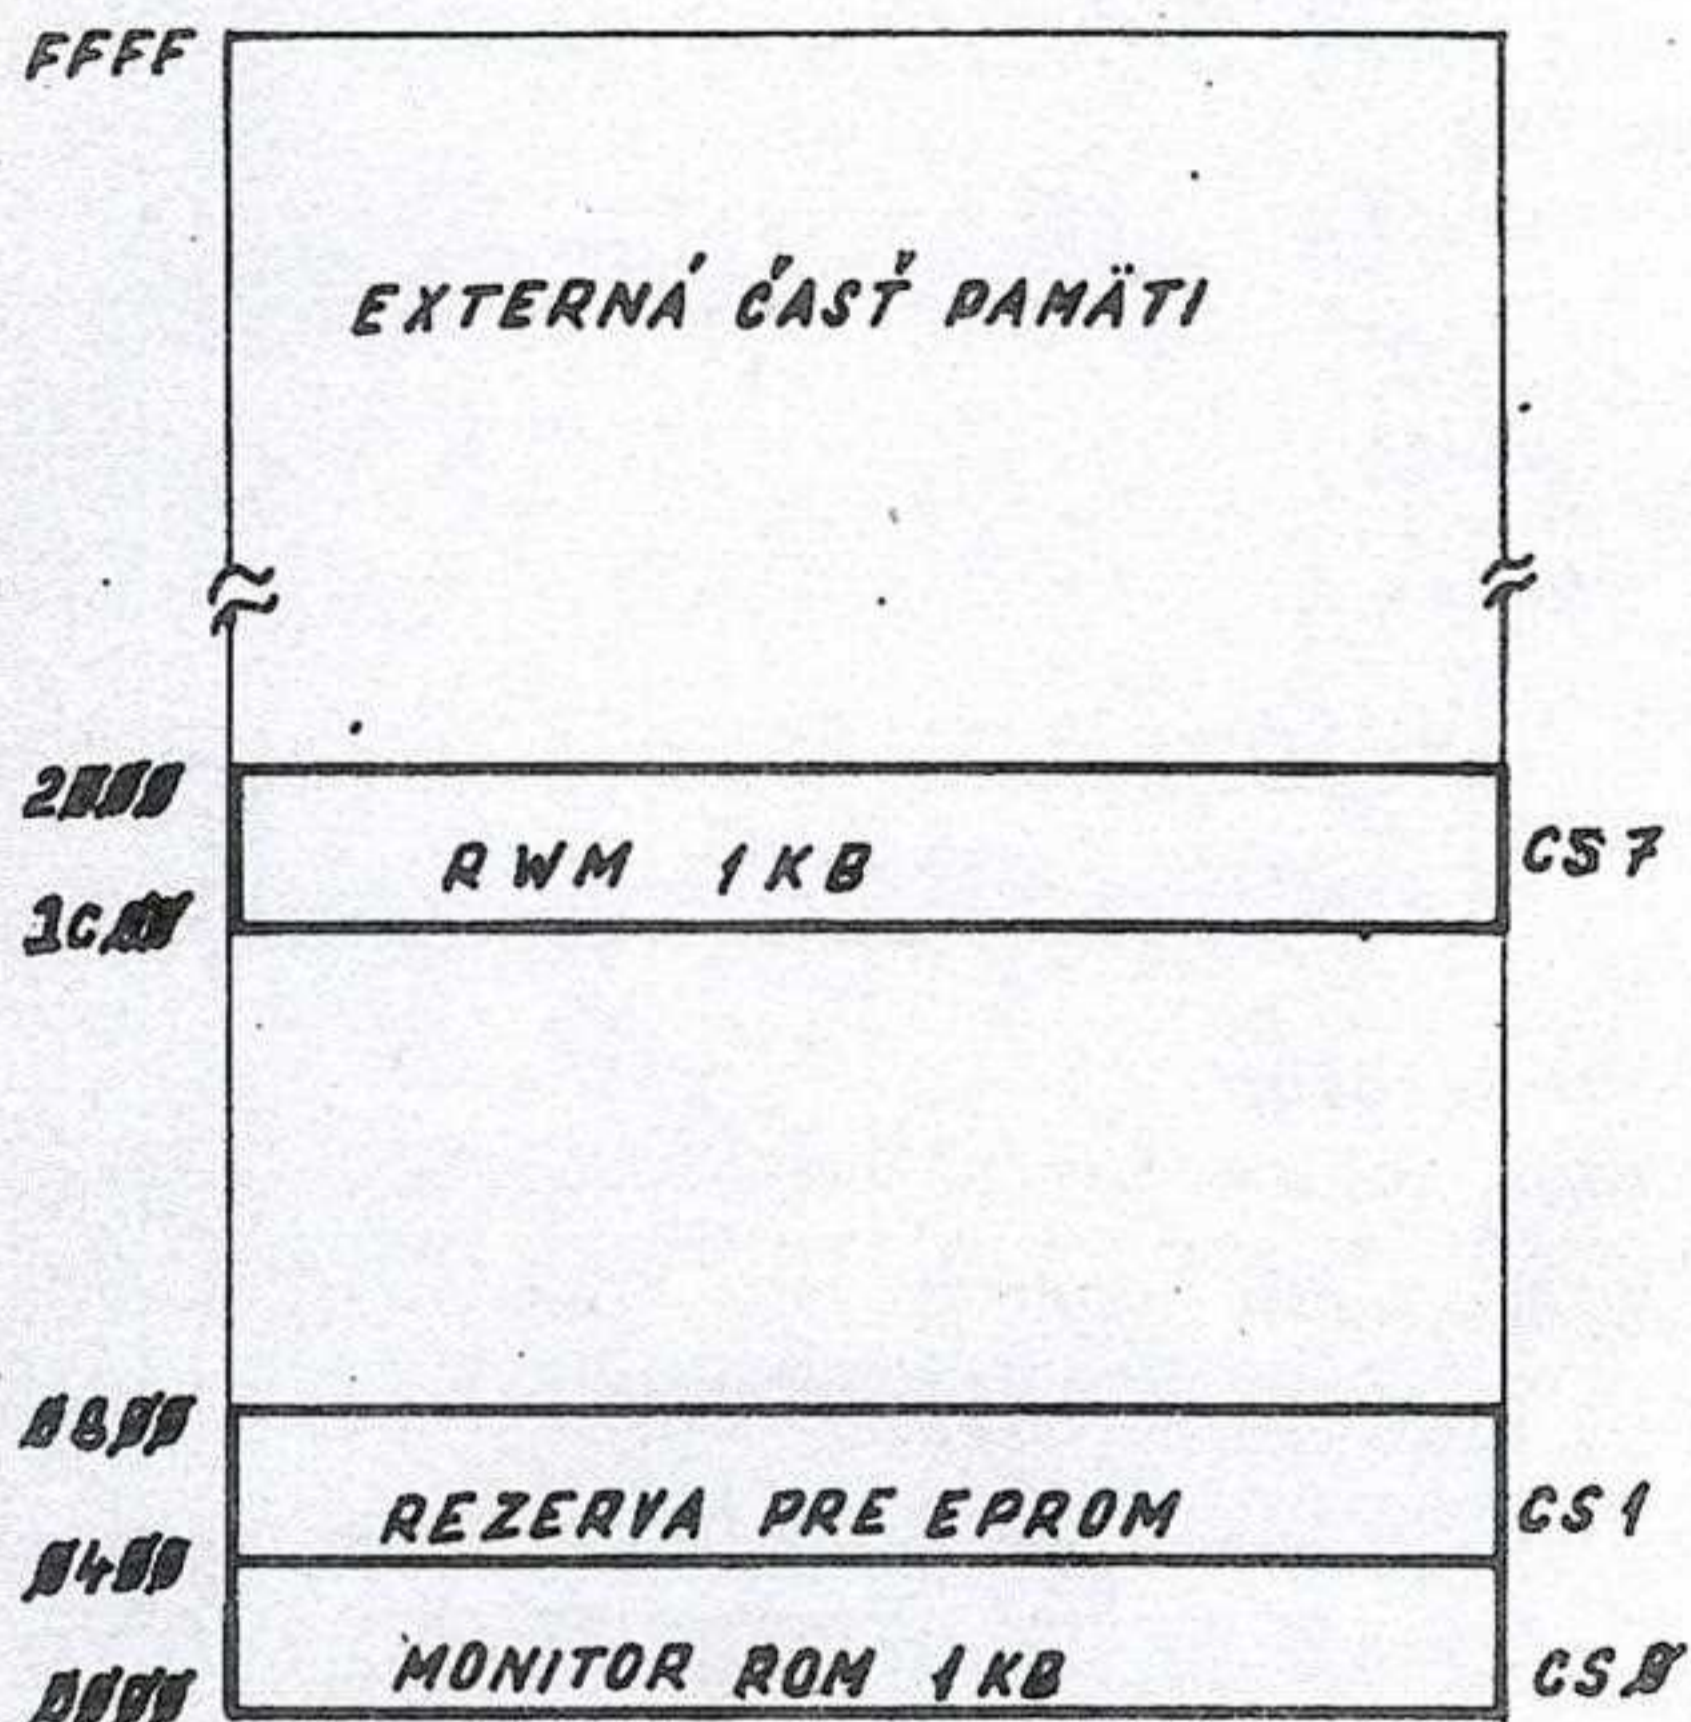 FFFF
EXTERNÁ ČASŤ PAMÄTI
2000
RWM 1KB CS7
1C00
0800
REZERVA PRE EPROM CS1
0400
MONITOR ROM 1KB CS0
0000